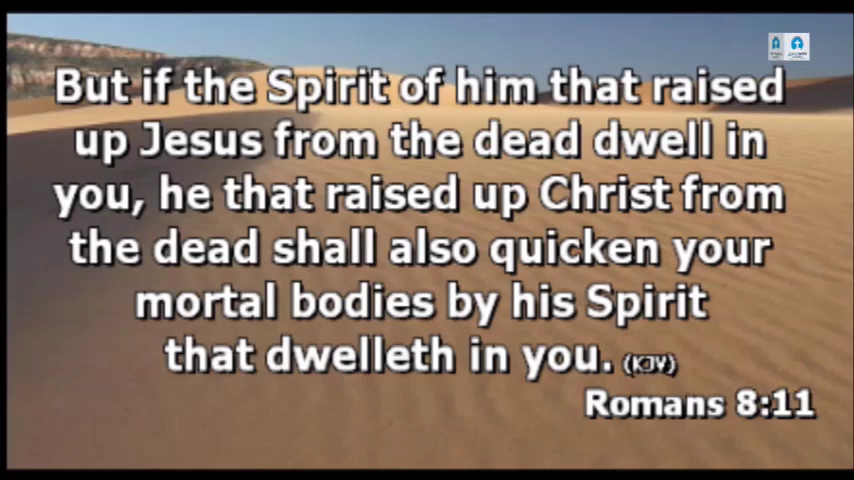 But if the Spirit of him that raised
up Jesus from the dead dwell in
you, he that raised up Christ from
the dead shall also quicken your
mortal bodies by his Spirit
that dwelleth in you. (KJV)
Romans 8:11